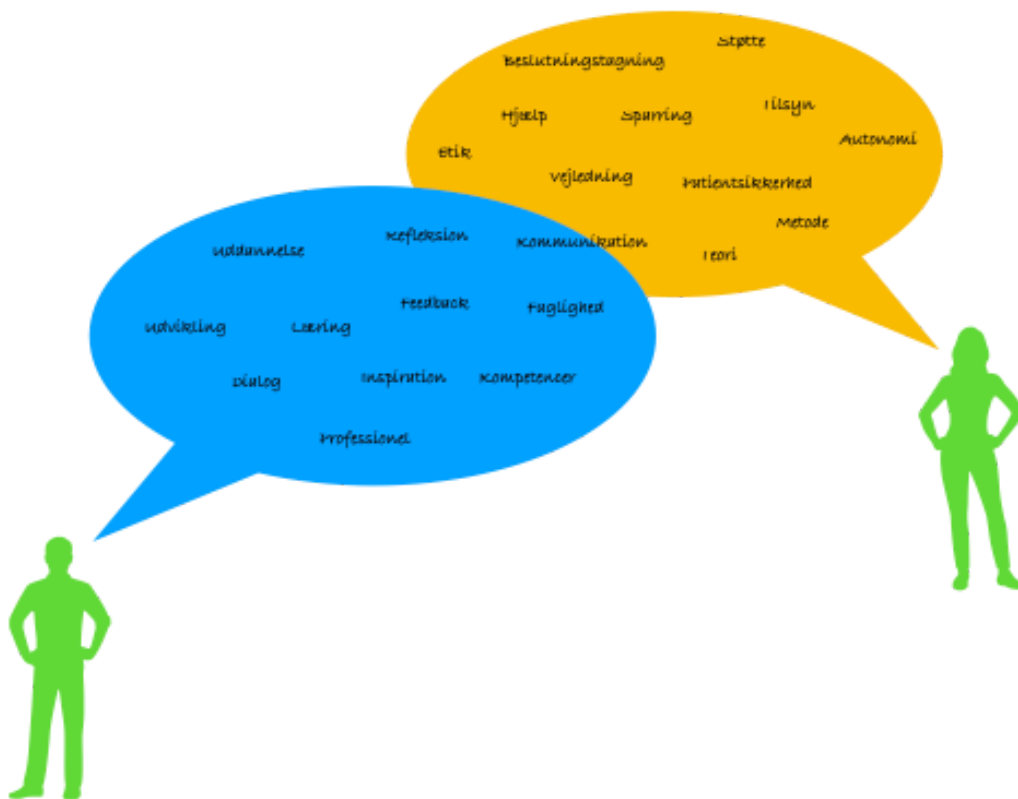 Støtte
Beslutningstagning
Tilsyn
Hjælp
Sparring
Autonomi
Etik
Vejledning
Patientsikkerhed
Metode
Teori
Refleksion
Kommunikation
Uddannelse
Feedback
Faglighed
Udvikling
Læring
Dialog
Inspiration
Kompetencer
Professionel